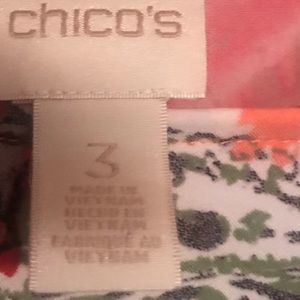 chico's
3
MADE IN
VIETNAM
HECHO EN
VIETNAM
FABRIQUÉ AU
VIETNAM